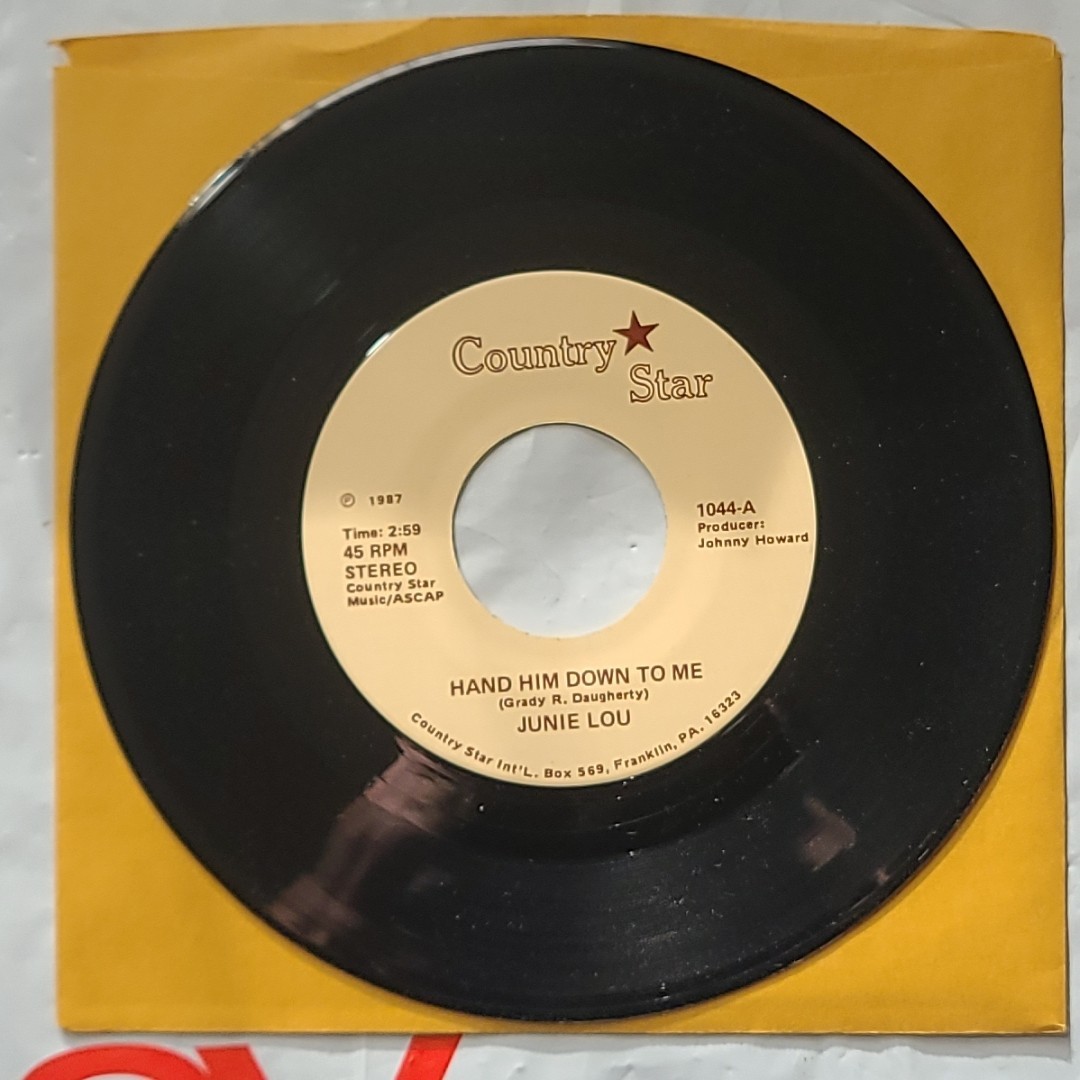 Country
Star
℗ 1987
Time: 2:59
45 RPM
STEREO
Country Star
Music/ASCAP
1044-A
Producer:
Johnny Howard
HAND HIM DOWN TO ME
(Grady R. Daugherty)
JUNIE LOU
Country Star Int'L. Box 569, Franklin, PA. 16323